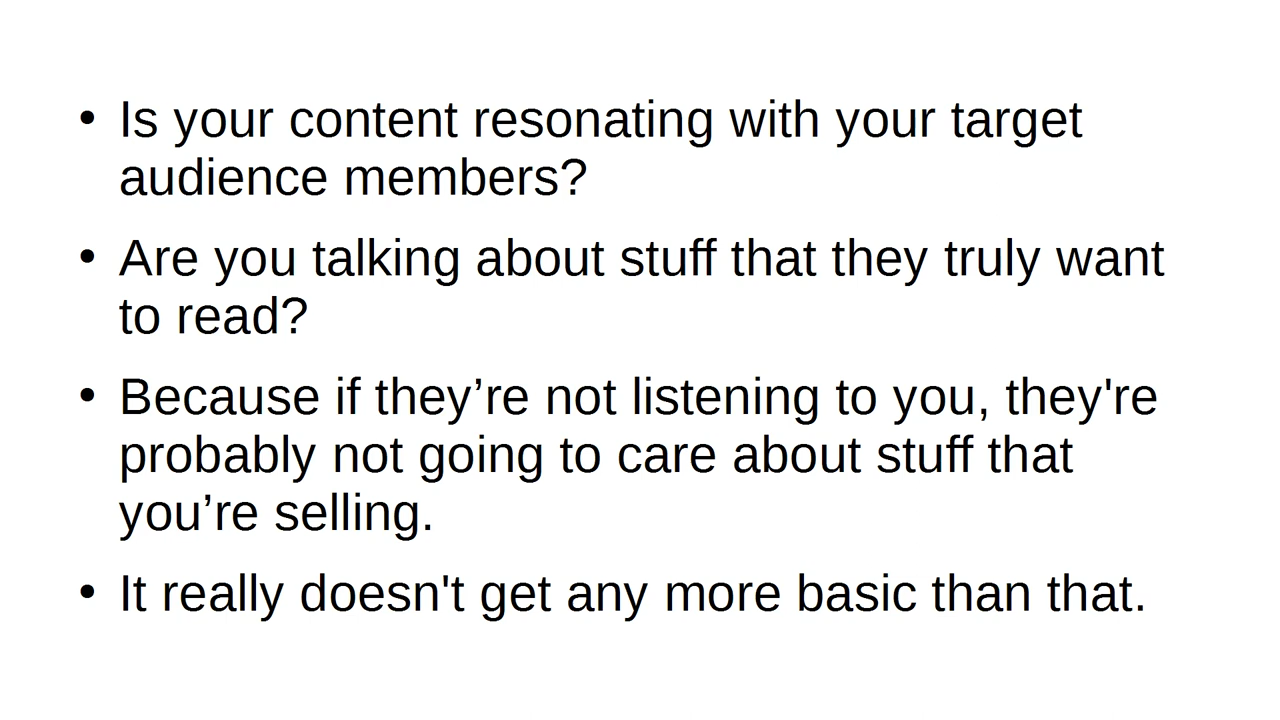 • Is your content resonating with your target
audience members?
• Are you talking about stuff that they truly want
to read?
• Because if they’re not listening to you, they're
probably not going to care about stuff that
you’re selling.
• It really doesn't get any more basic than that.